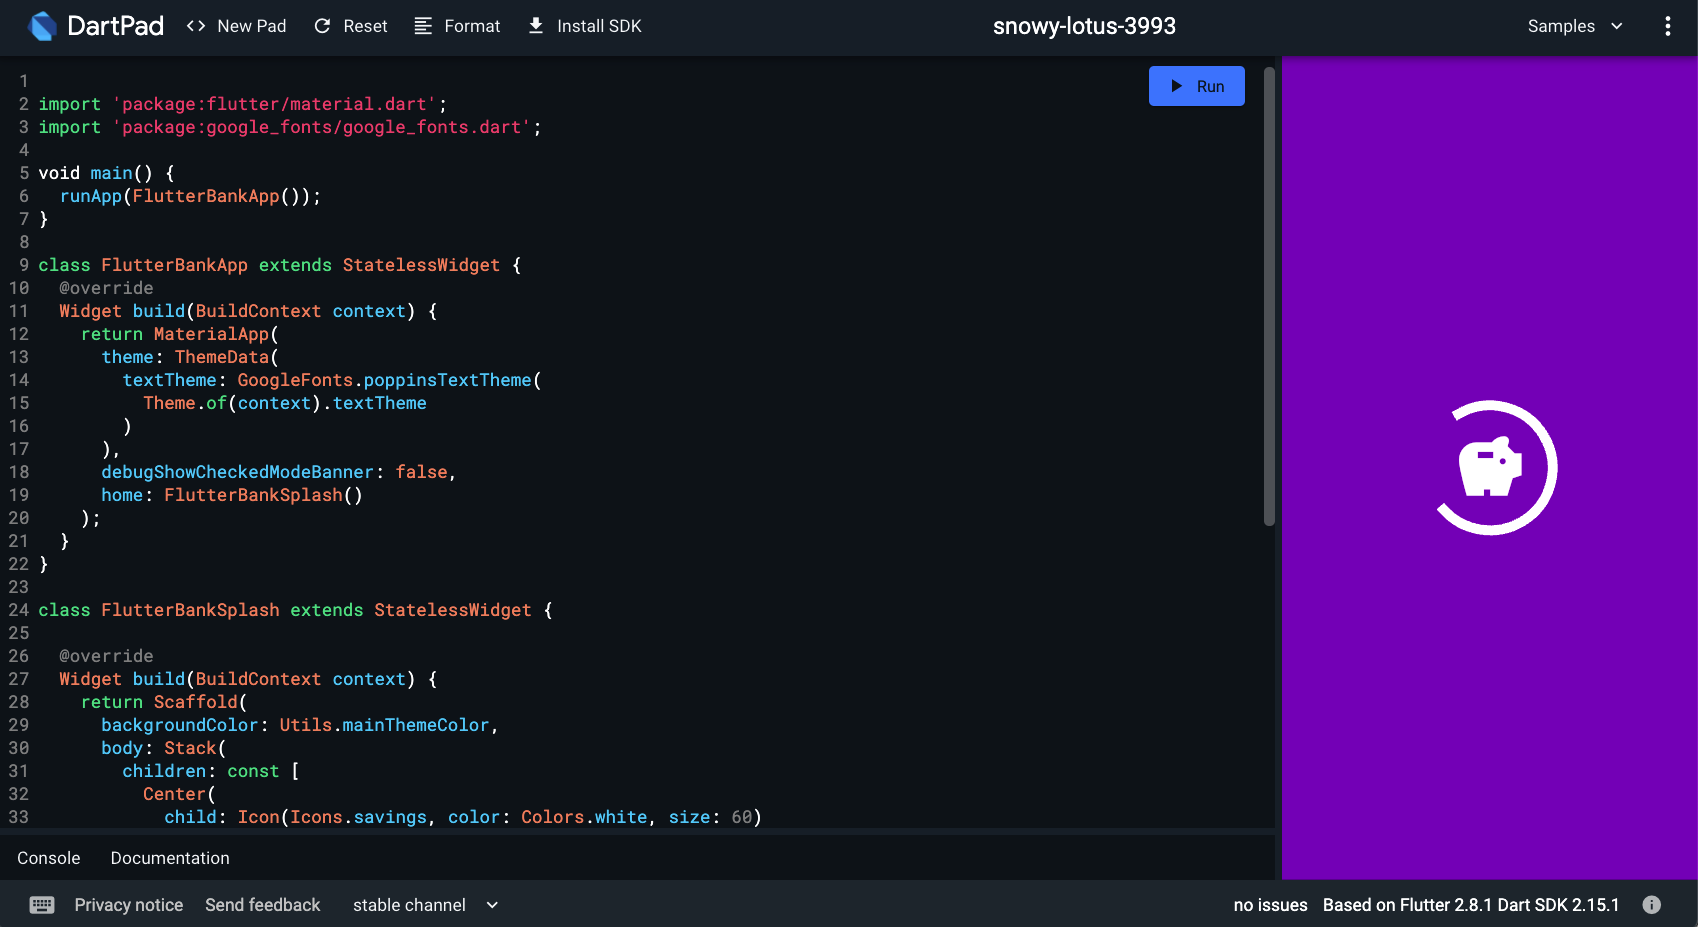 DartPad <> New Pad Reset Format Install SDK snowy-lotus-3993 Samples
Run
1
2 import 'package:flutter/material.dart';
3 import 'package:google_fonts/google_fonts.dart';
4
5 void main() {
6   runApp(FlutterBankApp());
7 }
8
9 class FlutterBankApp extends StatelessWidget {
10   @override
11   Widget build(BuildContext context) {
12     return MaterialApp(
13       theme: ThemeData(
14         textTheme: GoogleFonts.poppinsTextTheme(
15           Theme.of(context).textTheme
16         )
17       ),
18       debugShowCheckedModeBanner: false,
19       home: FlutterBankSplash()
20     );
21   }
22 }
23
24 class FlutterBankSplash extends StatelessWidget {
25
26   @override
27   Widget build(BuildContext context) {
28     return Scaffold(
29       backgroundColor: Utils.mainThemeColor,
30       body: Stack(
31         children: const [
32           Center(
33             child: Icon(Icons.savings, color: Colors.white, size: 60)
Console Documentation
Privacy notice Send feedback stable channel no issues Based on Flutter 2.8.1 Dart SDK 2.15.1